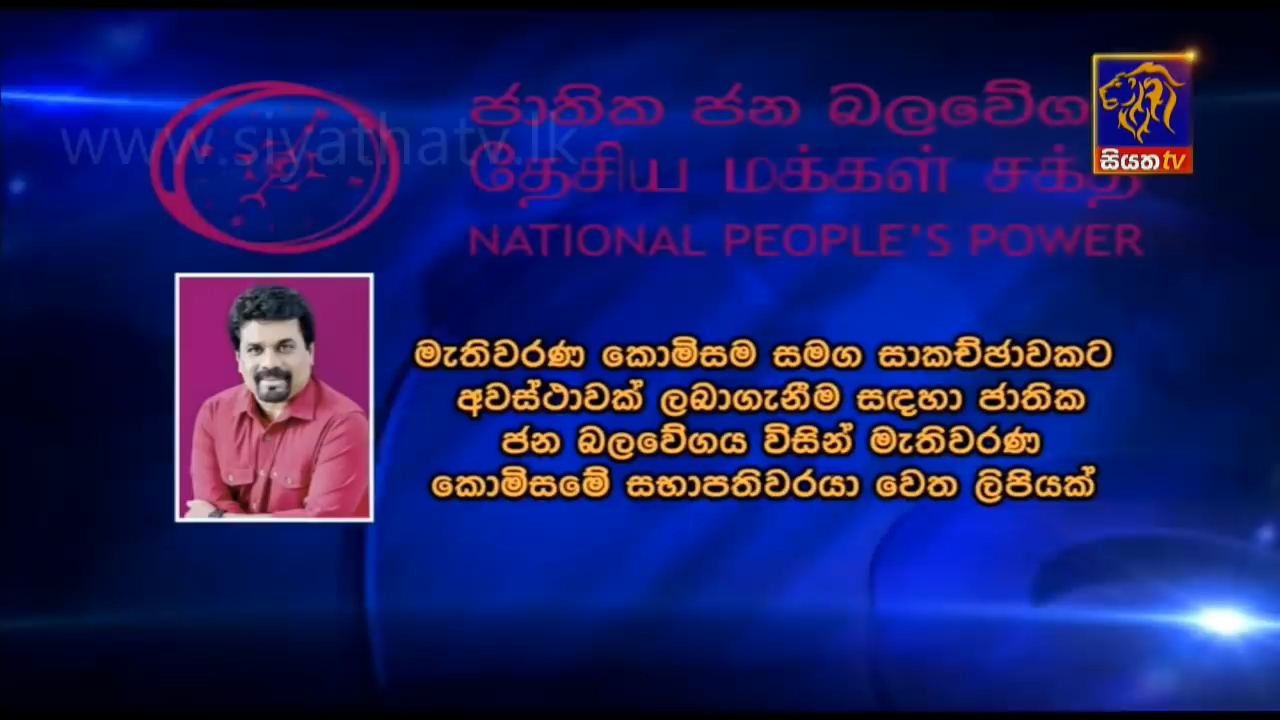 ජාතික ජන බලවේග
www.siyathatv.lk
සියත tv
தேசிய மக்கள் சக்தி
NATIONAL PEOPLE'S POWER
මැතිවරණ කොමිසම සමග සාකච්ඡාවකට
අවස්ථාවක් ලබාගැනීම සඳහා ජාතික
ජන බලවේගය විසින් මැතිවරණ
කොමිසමේ සභාපතිවරයා වෙත ලිපියක්